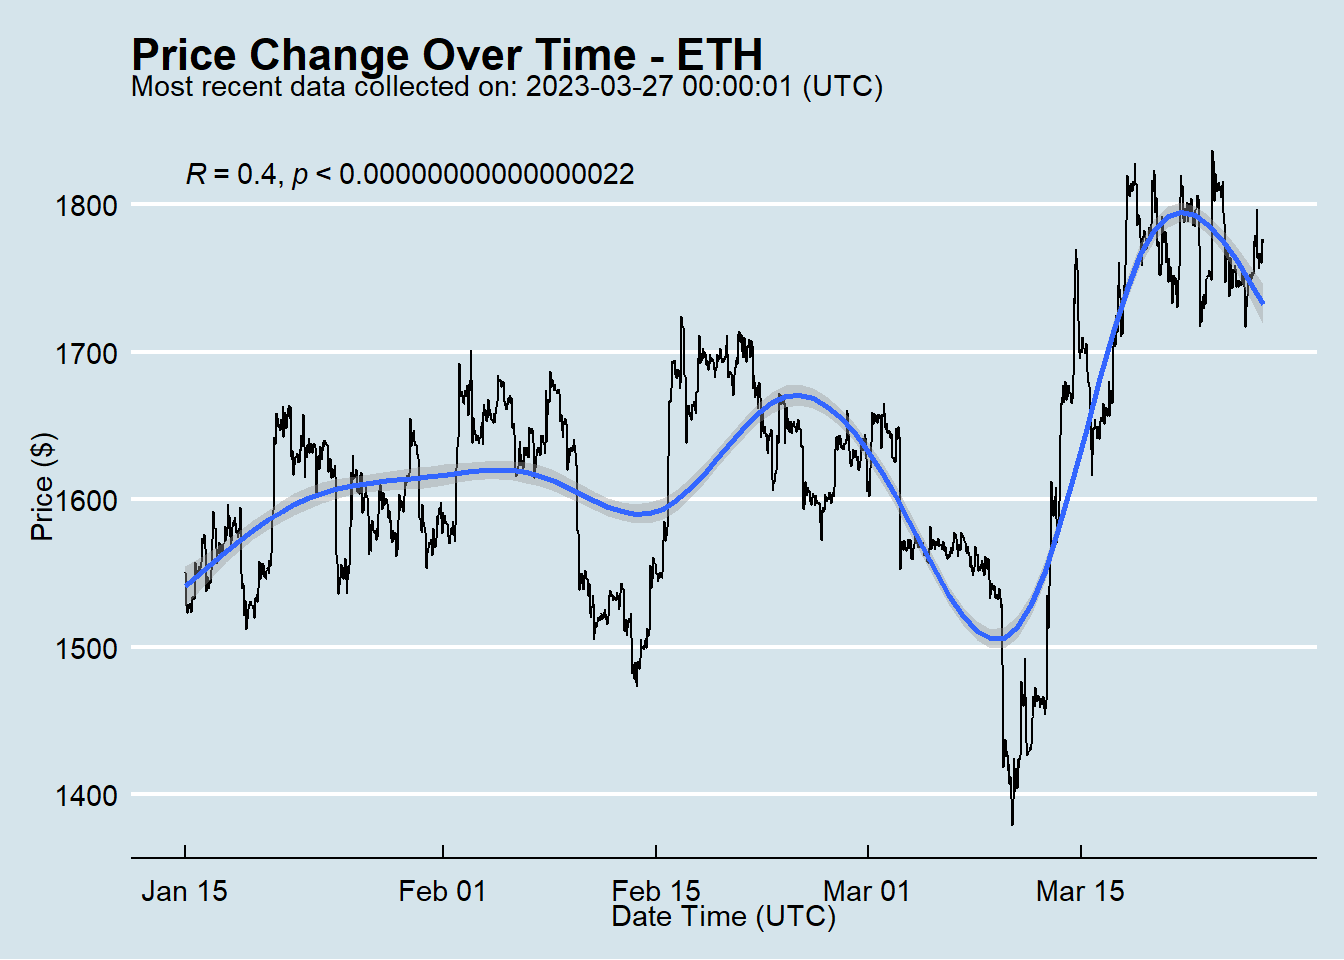 Price Change Over Time - ETH
Most recent data collected on: 2023-03-27 00:00:01 (UTC)
R = 0.4, p < 0.00000000000000022
1800
1700
1600
1500
1400
Price ($)
Jan 15 Feb 01 Feb 15 Mar 01 Mar 15
Date Time (UTC)